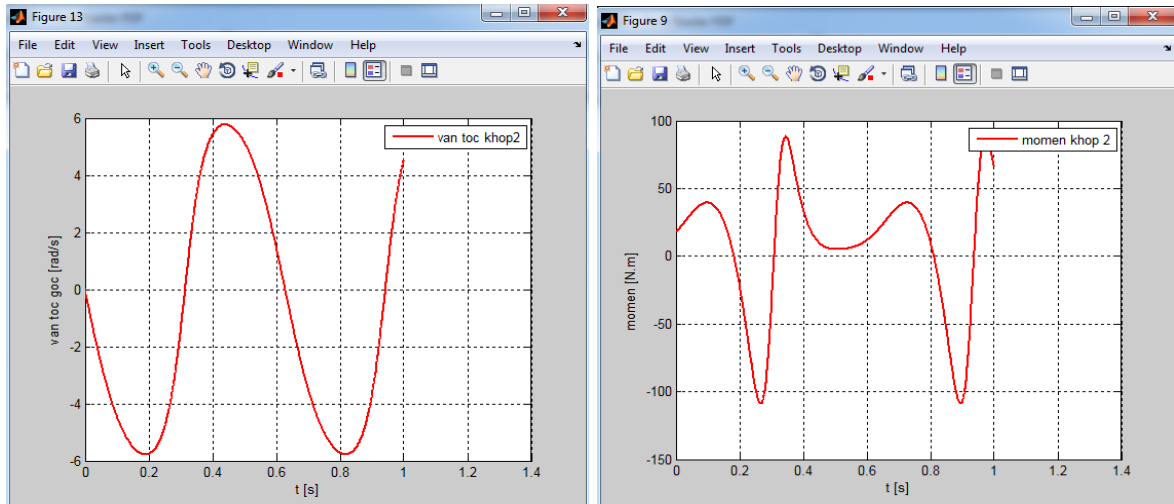 Figure 13
File Edit View Insert Tools Desktop Window Help
van toc khop2
6
4
2
0
-2
-4
-6
van toc goc [rad/s]
0 0.2 0.4 0.6 0.8 1 1.2 1.4
t [s]
Figure 9
File Edit View Insert Tools Desktop Window Help
momen khop 2
100
50
0
-50
-100
-150
momen [N.m]
0 0.2 0.4 0.6 0.8 1 1.2 1.4
t [s]